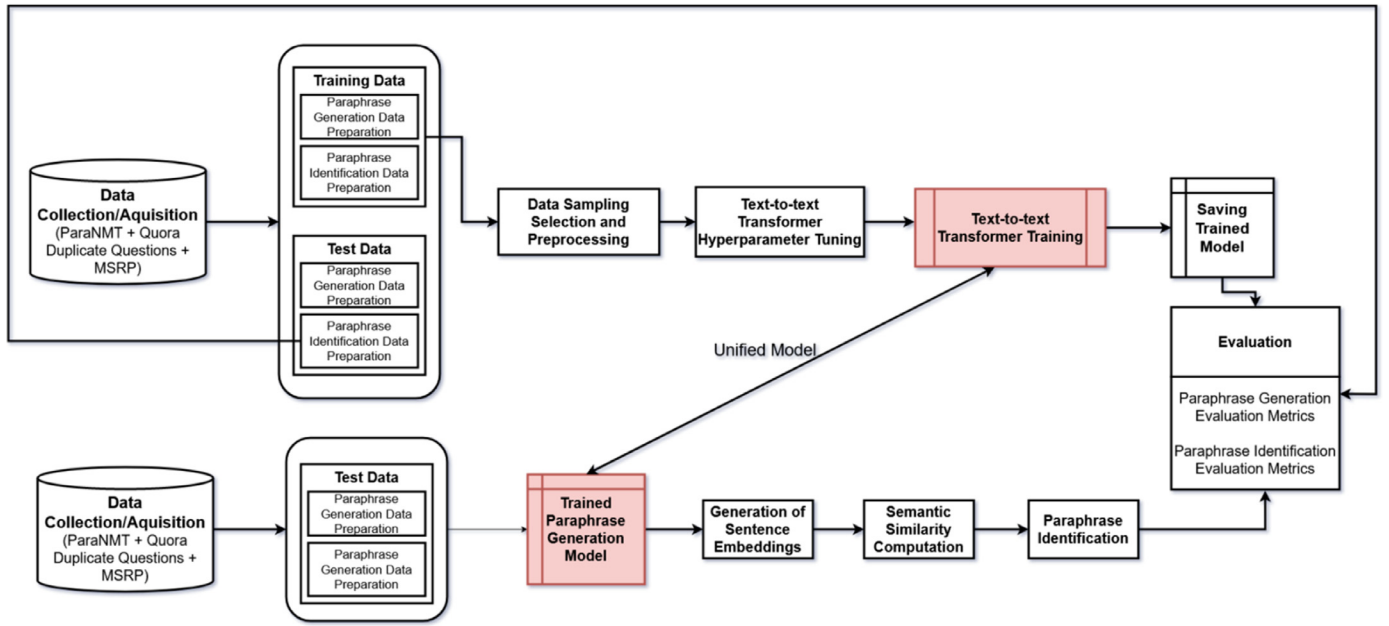 Training Data
Paraphrase
Generation Data
Preparation
Paraphrase
Identification Data
Preparation
Data
Collection/Aquisition
(ParaNMT + Quora
Duplicate Questions +
MSRP)
Test Data
Paraphrase
Generation Data
Preparation
Paraphrase
Identification Data
Preparation
Data Sampling
Selection and
Preprocessing
Text-to-text
Transformer
Hyperparameter Tuning
Text-to-text
Transformer Training
Saving
Trained
Model
Unified Model
Evaluation
Paraphrase Generation
Evaluation Metrics
Paraphrase Identification
Evaluation Metrics
Data
Collection/Aquisition
(ParaNMT + Quora
Duplicate Questions +
MSRP)
Test Data
Paraphrase
Generation Data
Preparation
Paraphrase
Generation Data
Preparation
Trained
Paraphrase
Generation
Model
Generation of
Sentence
Embeddings
Semantic
Similarity
Computation
Paraphrase
Identification